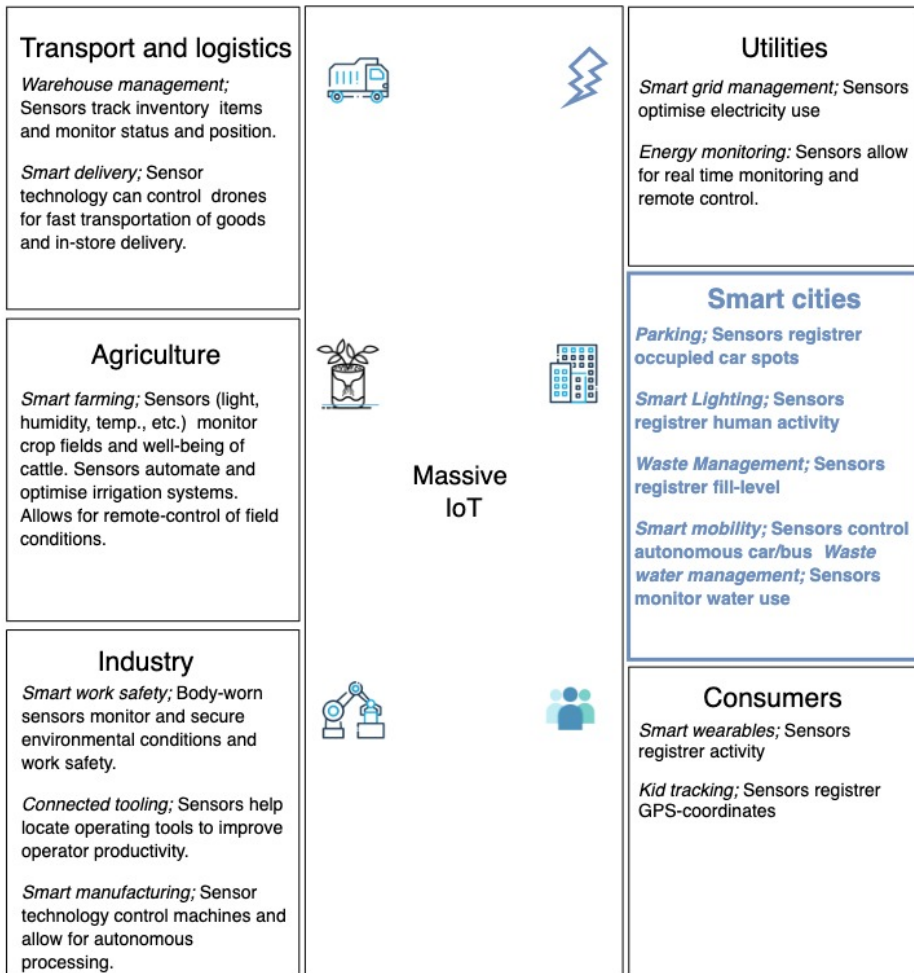 Transport and logistics
Warehouse management;
Sensors track inventory items
and monitor status and position.
Smart delivery; Sensor
technology can control drones
for fast transportation of goods
and in-store delivery.
Agriculture
Smart farming; Sensors (light,
humidity, temp., etc.) monitor
crop fields and well-being of
cattle. Sensors automate and
optimise irrigation systems.
Allows for remote-control of field
conditions.
Industry
Smart work safety; Body-worn
sensors monitor and secure
environmental conditions and
work safety.
Connected tooling; Sensors help
locate operating tools to improve
operator productivity.
Smart manufacturing; Sensor
technology control machines and
allow for autonomous
processing.
Massive
IoT
Utilities
Smart grid management; Sensors
optimise electricity use
Energy monitoring: Sensors allow
for real time monitoring and
remote control.
Smart cities
Parking; Sensors registrer
occupied car spots
Smart Lighting; Sensors
registrer human activity
Waste Management; Sensors
registrer fill-level
Smart mobility; Sensors control
autonomous car/bus Waste
water management; Sensors
monitor water use
Consumers
Smart wearables; Sensors
registrer activity
Kid tracking; Sensors registrer
GPS-coordinates